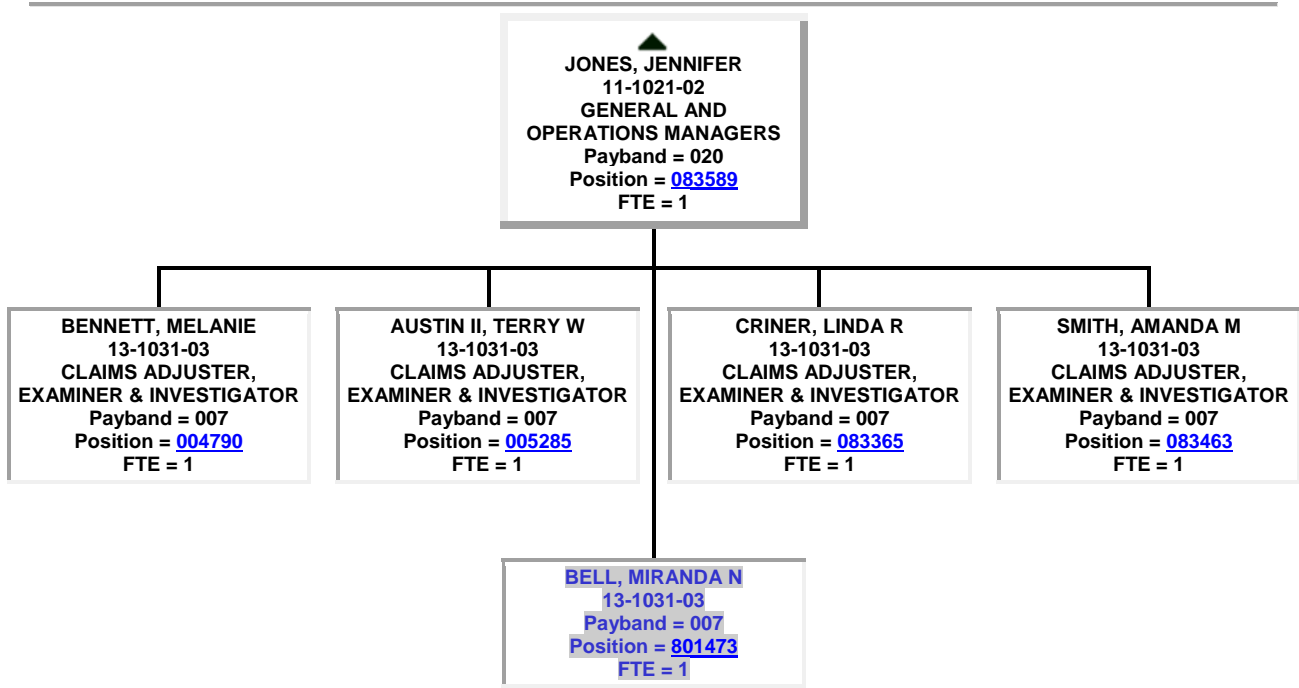 JONES, JENNIFER
11-1021-02
GENERAL AND
OPERATIONS MANAGERS
Payband = 020
Position = 083589
FTE = 1
BENNETT, MELANIE
13-1031-03
CLAIMS ADJUSTER,
EXAMINER & INVESTIGATOR
Payband = 007
Position = 004790
FTE = 1
AUSTIN II, TERRY W
13-1031-03
CLAIMS ADJUSTER,
EXAMINER & INVESTIGATOR
Payband = 007
Position = 005285
FTE = 1
CRINER, LINDA R
13-1031-03
CLAIMS ADJUSTER,
EXAMINER & INVESTIGATOR
Payband = 007
Position = 083365
FTE = 1
SMITH, AMANDA M
13-1031-03
CLAIMS ADJUSTER,
EXAMINER & INVESTIGATOR
Payband = 007
Position = 083463
FTE = 1
BELL, MIRANDA N
13-1031-03
Payband = 007
Position = 801473
FTE = 1